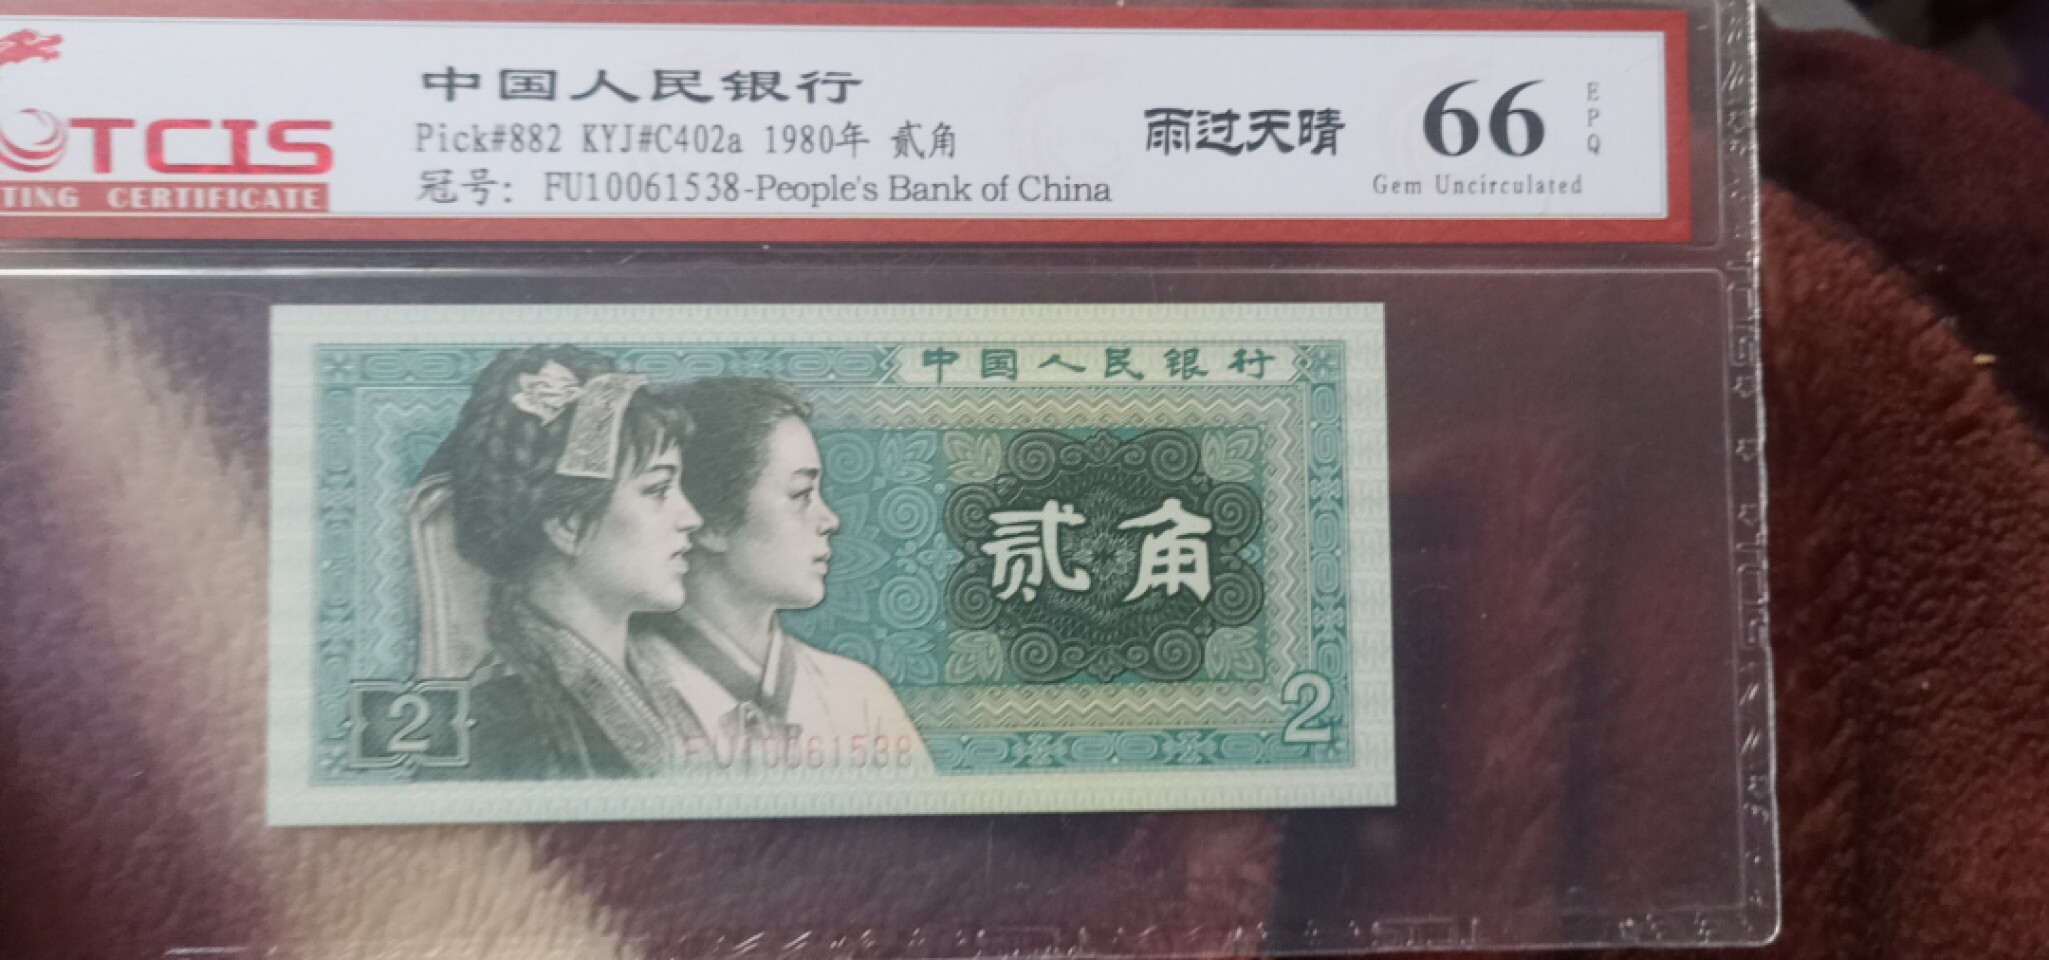 中国人民银行
Pick#882 KYJ#C402a 1980年 贰角
冠号: FU10061538-People's Bank of China
雨过天晴
66
EPQ
Gem Uncirculated
TCIS
TING CERTIFICATE
中国人民银行
贰角
2
2
FU10061538